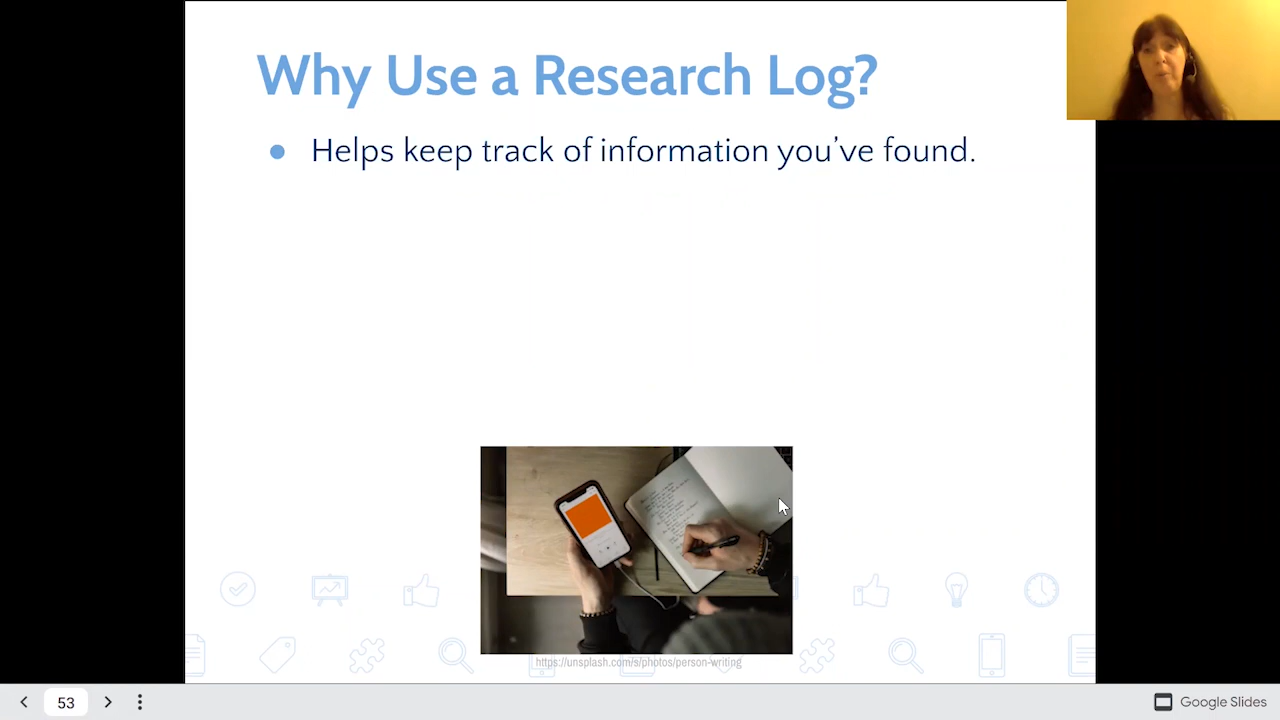 Why Use a Research Log?
Helps keep track of information you've found.
https://unsplash.com/s/photos/person-writing
53
Google Slides